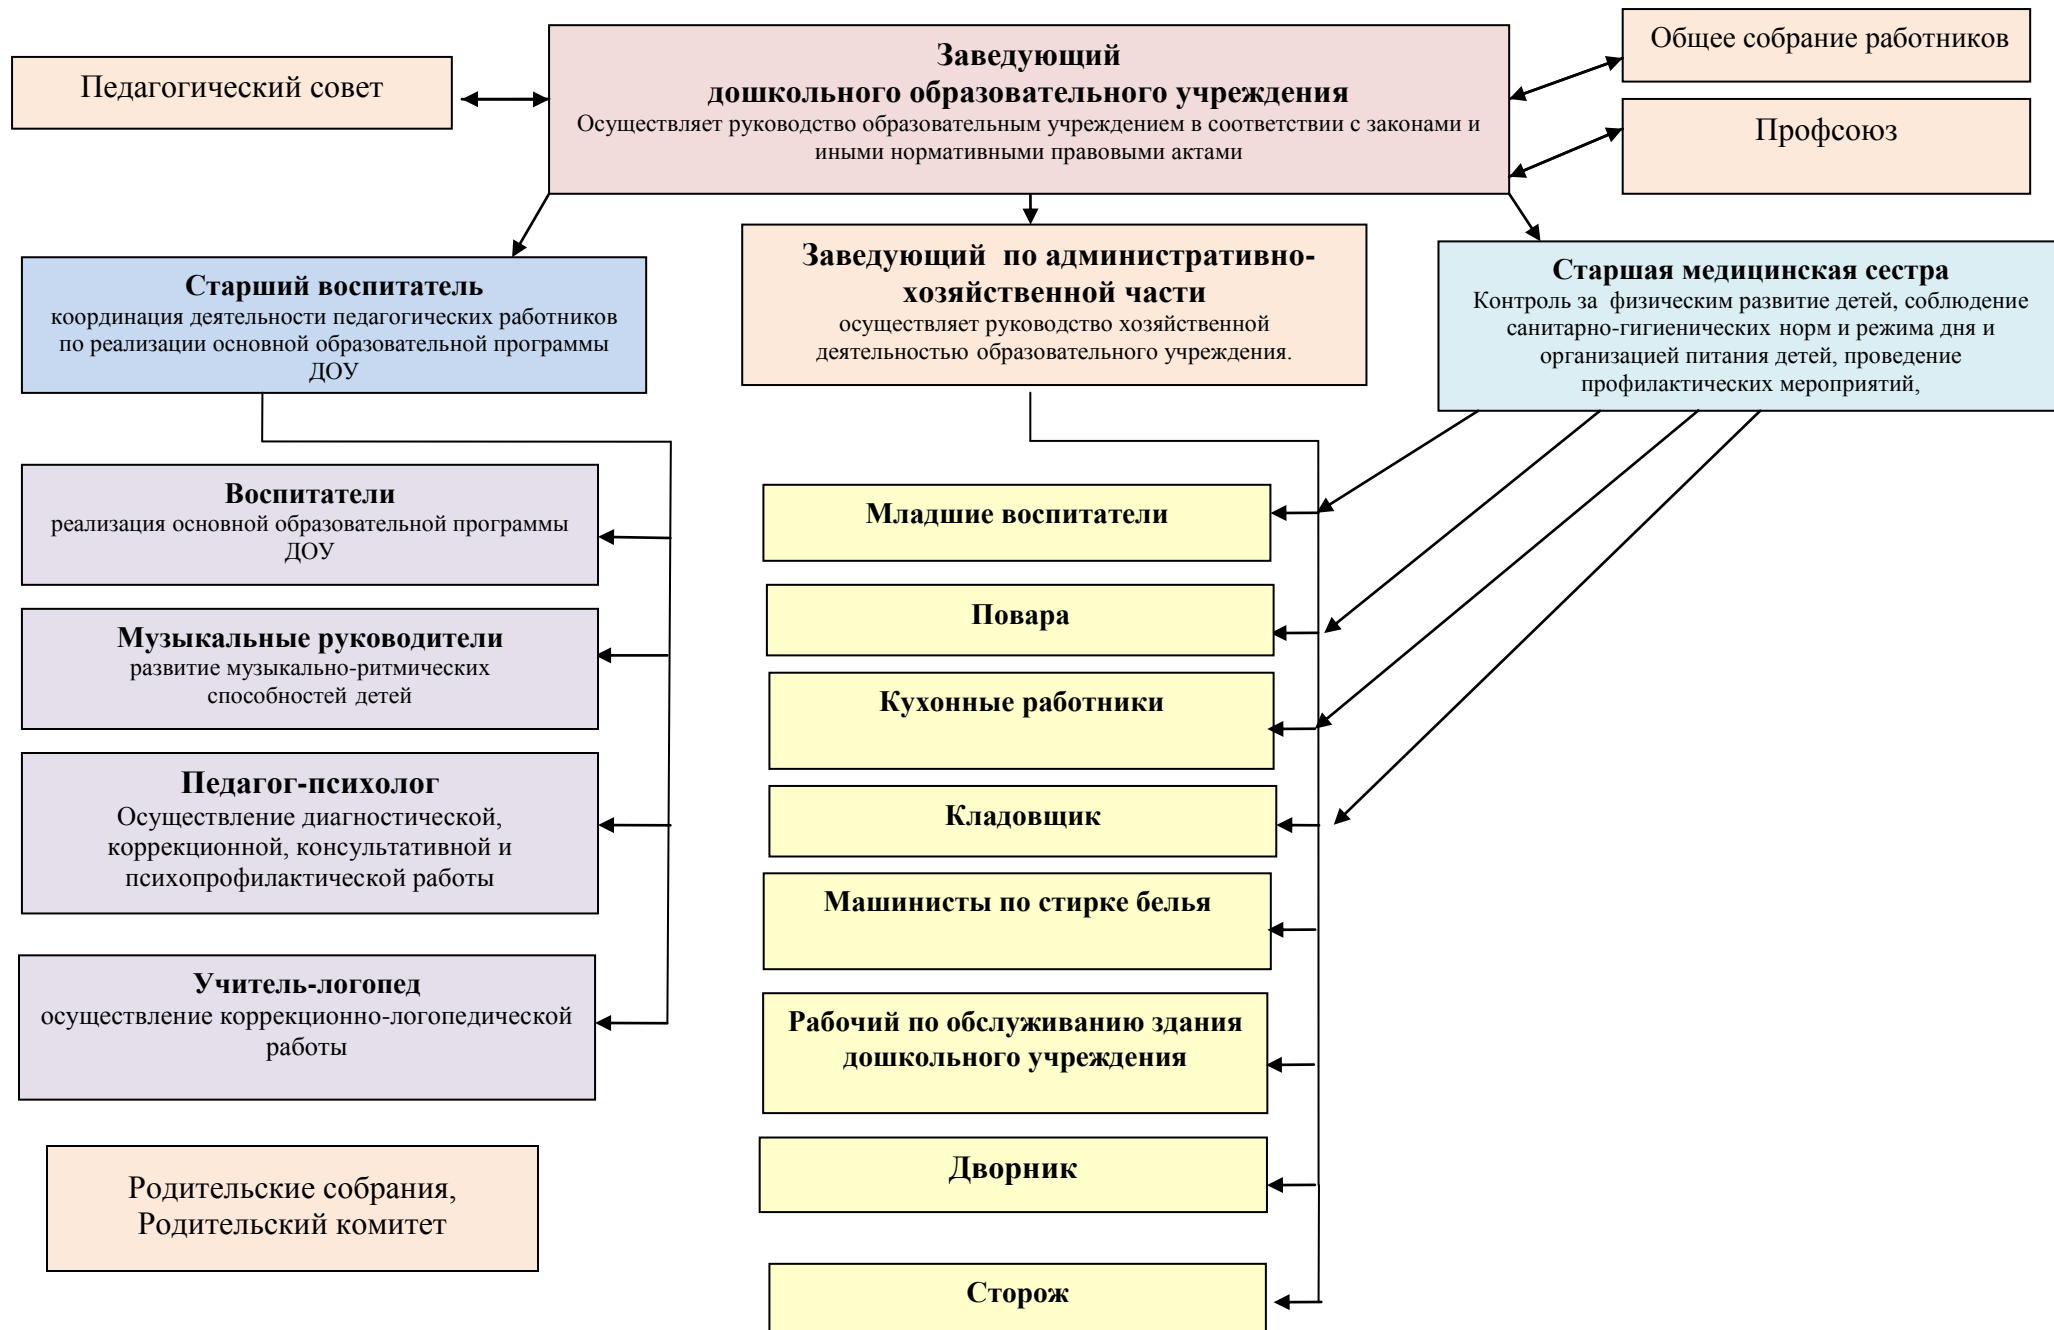 Педагогический совет
Заведующий
дошкольного образовательного учреждения
Осуществляет руководство образовательным учреждением в соответствии с законами и
иными нормативными правовыми актами
Общее собрание работников
Профсоюз
Старший воспитатель
координация деятельности педагогических работников
по реализации основной образовательной программы
ДОУ
Заведующий по административно-
хозяйственной части
осуществляет руководство хозяйственной
деятельностью образовательного учреждения.
Старшая медицинская сестра
Контроль за физическим развитие детей, соблюдение
санитарно-гигиенических норм и режима дня и
организацией питания детей, проведение
профилактических мероприятий,
Воспитатели
реализация основной образовательной программы
ДОУ
Музыкальные руководители
развитие музыкально-ритмических
способностей детей
Педагог-психолог
Осуществление диагностической,
коррекционной, консультативной и
психопрофилактической работы
Учитель-логопед
осуществление коррекционно-логопедической
работы
Родительские собрания,
Родительский комитет
Младшие воспитатели
Повара
Кухонные работники
Кладовщик
Машинисты по стирке белья
Рабочий по обслуживанию здания
дошкольного учреждения
Дворник
Сторож